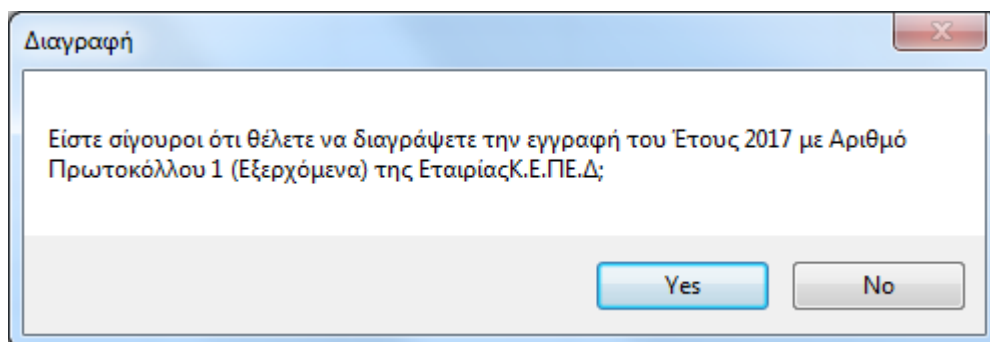 Διαγραφή
Είστε σίγουροι ότι θέλετε να διαγράψετε την εγγραφή του Έτους 2017 με Αριθμό
Πρωτοκόλλου 1 (Εξερχόμενα) της ΕταιρίαςΚ.Ε.ΠΕ.Δ;
Yes No